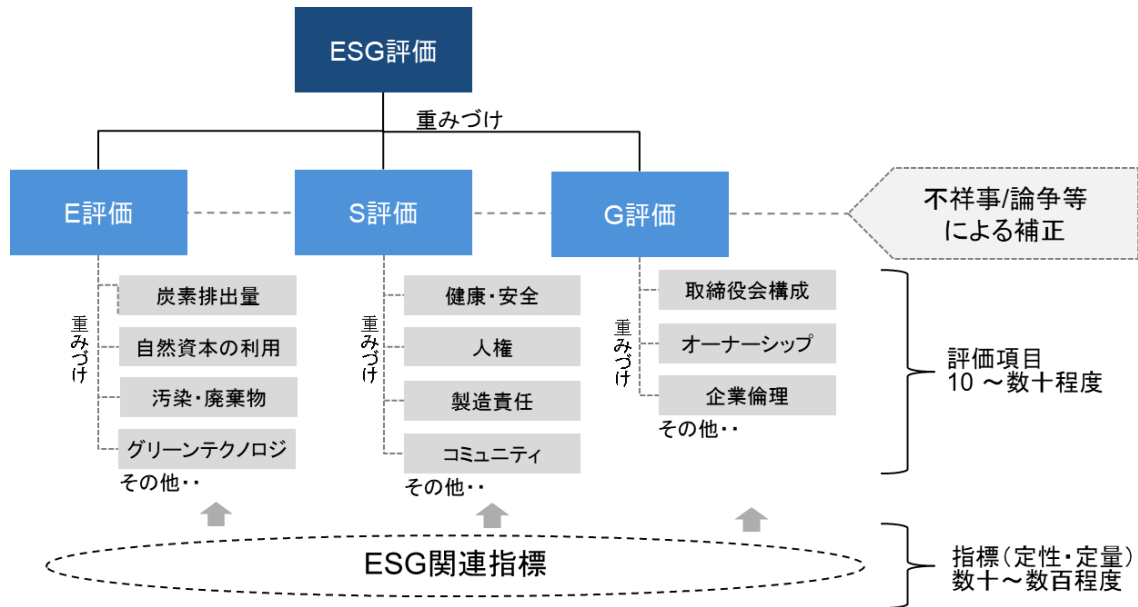 ESG評価
重みづけ
E評価
S評価
G評価
不祥事/論争等
による補正
重みづけ
炭素排出量
自然資本の利用
汚染・廃棄物
グリーンテクノロジ
その他・・
重みづけ
健康・安全
人権
製造責任
コミュニティ
その他・・
重みづけ
取締役会構成
オーナーシップ
企業倫理
その他・・
評価項目
10 ～数十程度
ESG関連指標
指標（定性・定量）
数十～数百程度